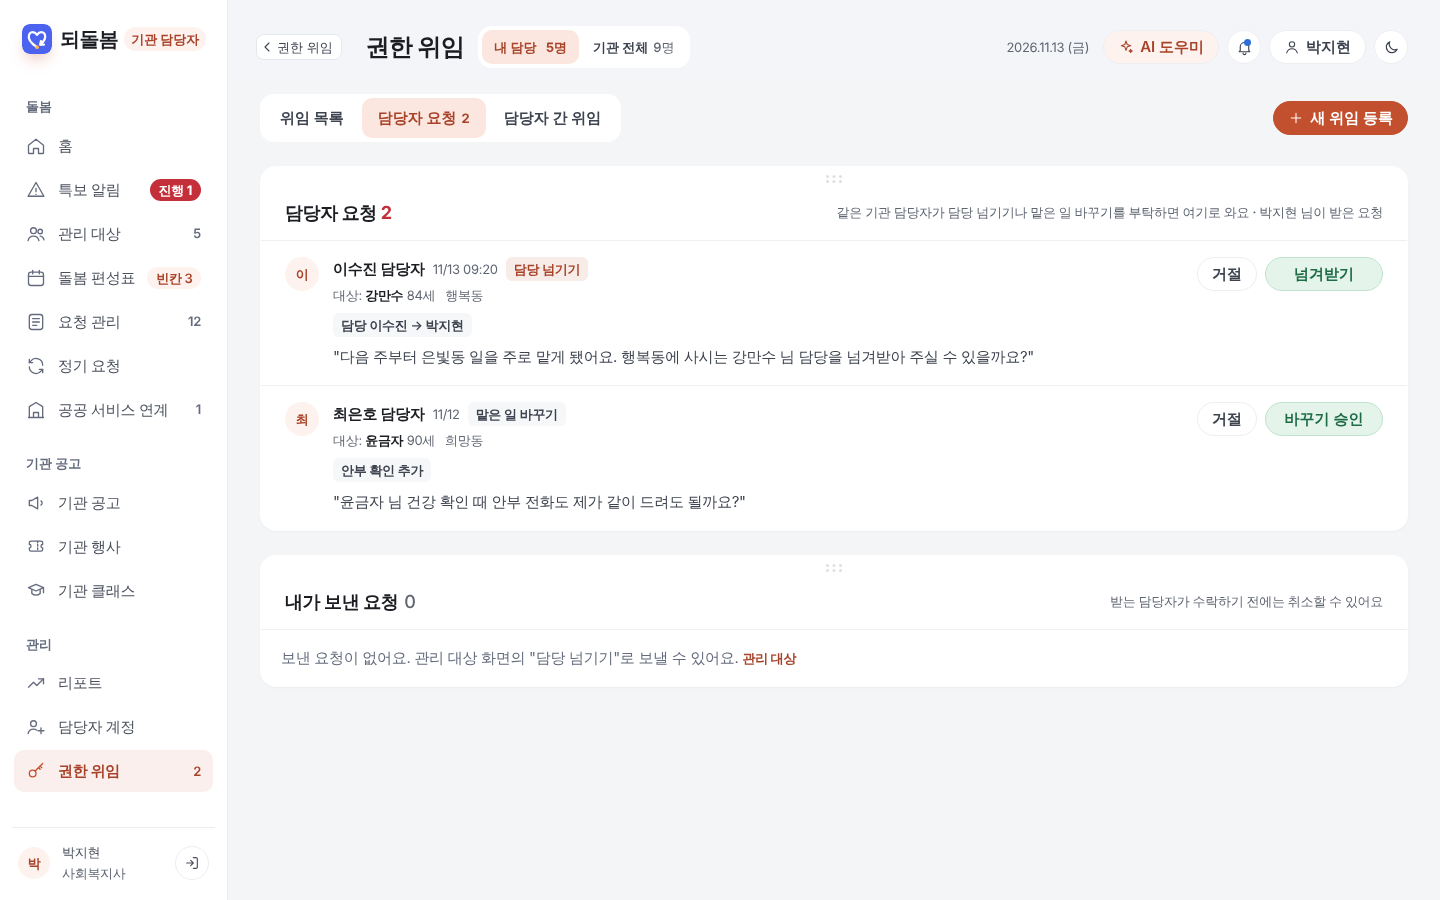 되돌봄 기관 담당자
돌봄
홈
특보 알림 진행 1
관리 대상 5
돌봄 편성표 빈칸 3
요청 관리 12
정기 요청
공공 서비스 연계 1
기관 공고
기관 공고
기관 행사
기관 클래스
관리
리포트
담당자 계정
권한 위임 2
박 박지현
사회복지사
권한 위임 권한 위임 내 담당 5명 기관 전체 9명 2026.11.13 (금) AI 도우미 박지현
위임 목록 담당자 요청 2 담당자 간 위임 새 위임 등록
담당자 요청 2 같은 기관 담당자가 담당 넘기기나 맡은 일 바꾸기를 부탁하면 여기로 와요 · 박지현 님이 받은 요청
이 이수진 담당자 11/13 09:20 담당 넘기기 거절 넘겨받기
대상: 강만수 84세 행복동
담당 이수진 → 박지현
"다음 주부터 은빛동 일을 주로 맡게 됐어요. 행복동에 사시는 강만수 님 담당을 넘겨받아 주실 수 있을까요?"
최 최은호 담당자 11/12 맡은 일 바꾸기 거절 바꾸기 승인
대상: 윤금자 90세 희망동
안부 확인 추가
"윤금자 님 건강 확인 때 안부 전화도 제가 같이 드려도 될까요?"
내가 보낸 요청 0 받는 담당자가 수락하기 전에는 취소할 수 있어요
보낸 요청이 없어요. 관리 대상 화면의 "담당 넘기기"로 보낼 수 있어요. 관리 대상